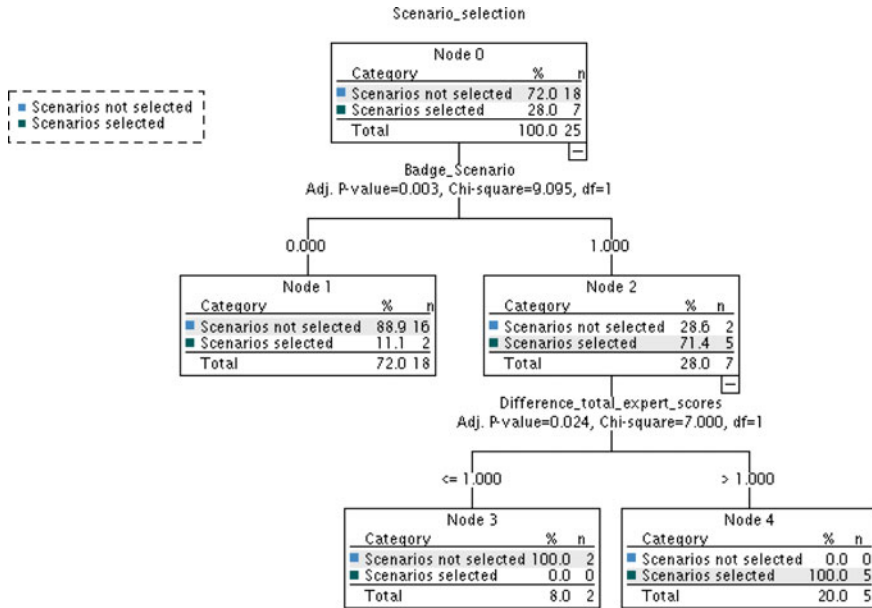 Scenario_selection
Scenarios not selected
Scenarios selected
Node 0
Category % n
Scenarios not selected 72.0 18
Scenarios selected 28.0 7
Total 100.0 25
Badge_Scenario
Adj. P-value=0.003, Chi-square=9.095, df=1
0.000
1.000
Node 1
Category % n
Scenarios not selected 88.9 16
Scenarios selected 11.1 2
Total 72.0 18
Node 2
Category % n
Scenarios not selected 28.6 2
Scenarios selected 71.4 5
Total 28.0 7
Difference_total_expert_scores
Adj. P-value=0.024, Chi-square=7.000, df=1
<= 1.000
> 1.000
Node 3
Category % n
Scenarios not selected 100.0 2
Scenarios selected 0.0 0
Total 8.0 2
Node 4
Category % n
Scenarios not selected 0.0 0
Scenarios selected 100.0 5
Total 20.0 5